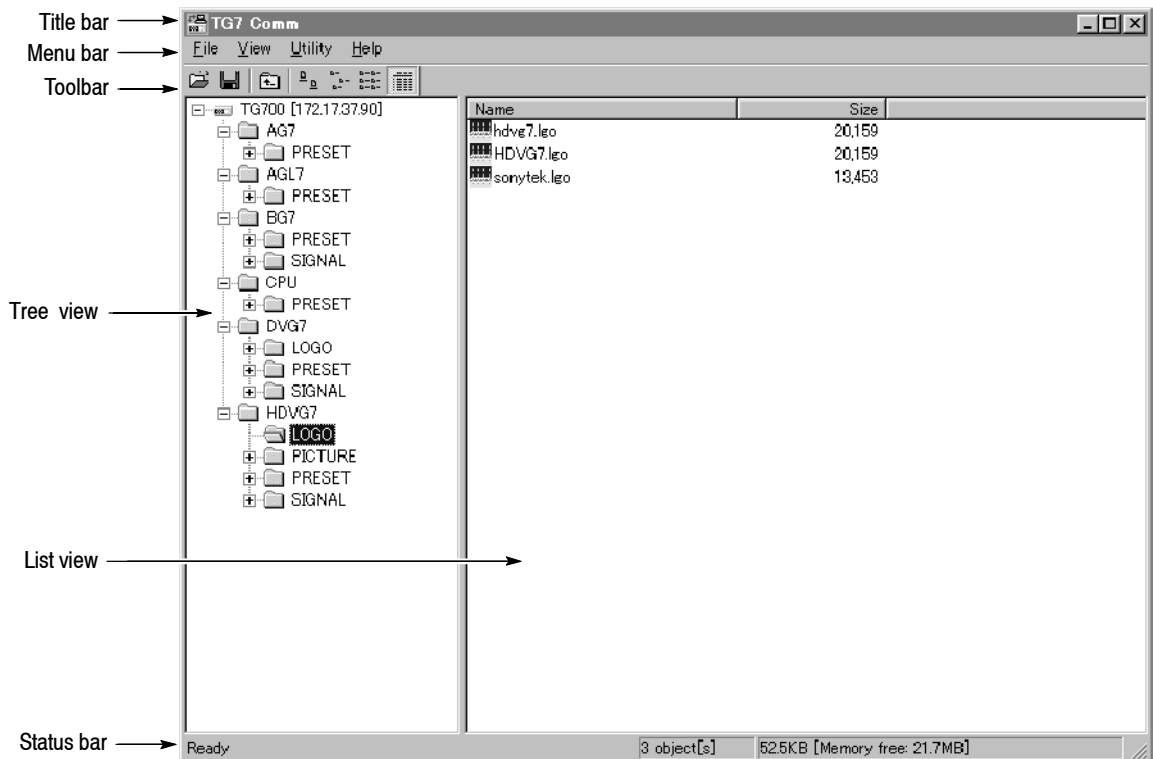 Title bar
TG7 Comm
Menu bar
File View Utility Help
Toolbar
TG700 [172.17.37.90]
AG7
PRESET
AGL7
PRESET
BG7
PRESET
SIGNAL
CPU
PRESET
Tree view
DVG7
LOGO
PRESET
SIGNAL
HDVG7
LOGO
PICTURE
PRESET
SIGNAL
Name Size
hdvg7.lgo 20,159
HDVG7.lgo 20,159
sonytek.lgo 13,453
List view
Status bar
Ready 3 object[s] 52.5KB [Memory free: 21.7MB]